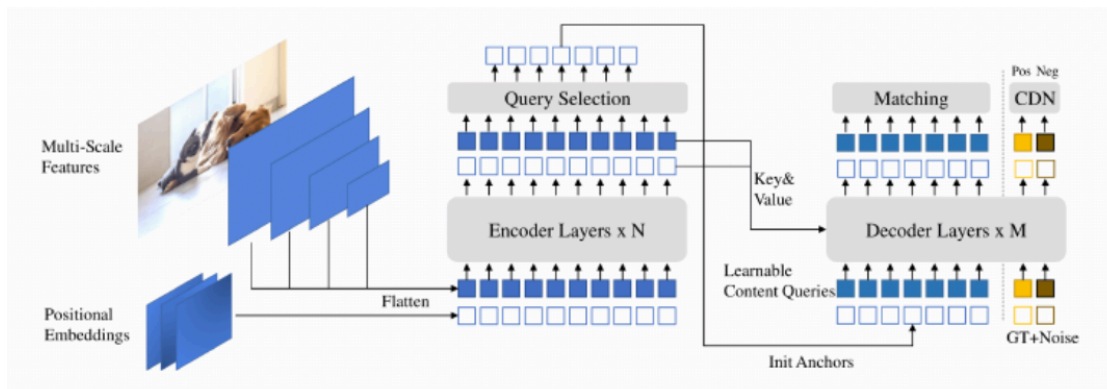 Pos Neg
Query Selection
Matching
CDN
Multi-Scale
Features
Key&
Value
Encoder Layers x N
Decoder Layers x M
Learnable
Content Queries
Flatten
Positional
Embeddings
GT+Noise
Init Anchors